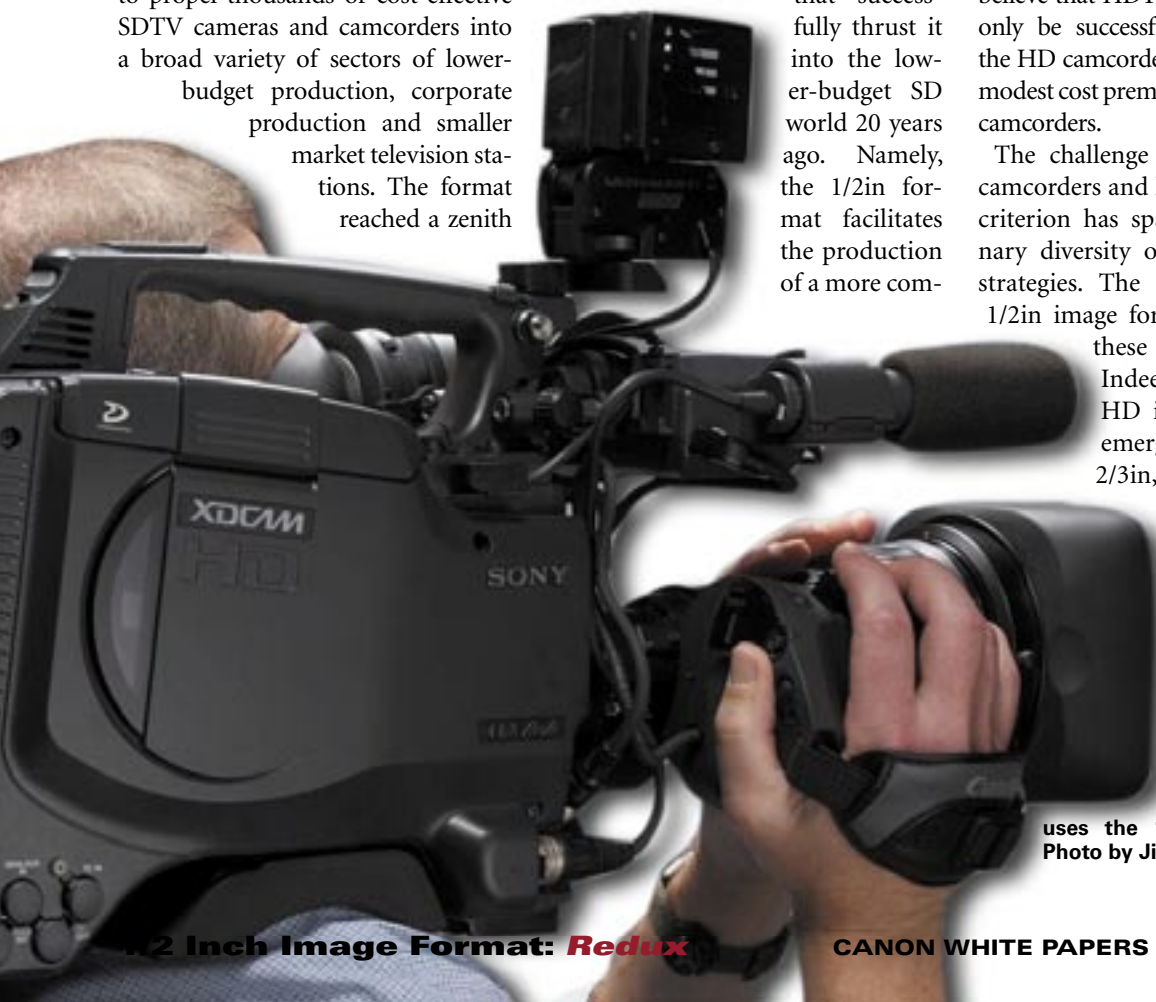 SDTV cameras and camcorders into
a broad variety of sectors of lower-
budget production, corporate
production and smaller
market television sta-
tions. The format
reached a zenith
fully thrust it
into the low-
er-budget SD
world 20 years
ago. Namely,
the 1/2in for-
mat facilitates
the production
of a more com-
only be successf
the HD camcorde
modest cost prem
camcorders.
The challenge
camcorders and
criterion has spa
nary diversity o
strategies. The
1/2in image for
these
Indee
HD i
emerg
2/3in,
XDCAM
HD
SONY
Canon
uses the
Photo by Ji
2 Inch Image Format: Redux
CANON WHITE PAPERS